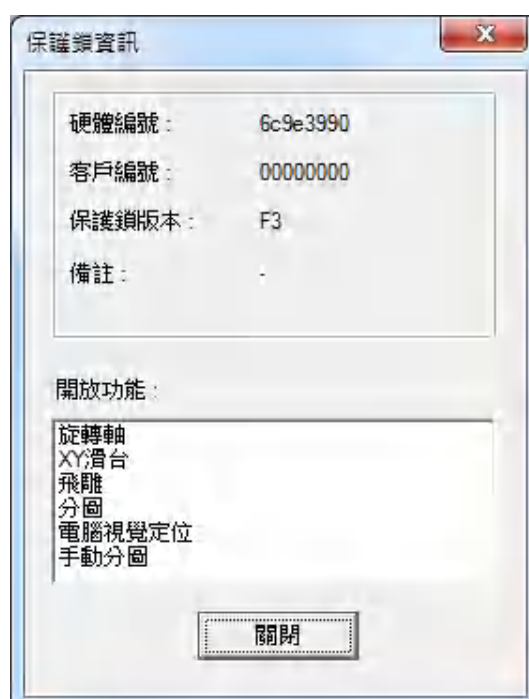 保護鎖資訊
硬體編號： 6c9e3990
客戶編號： 00000000
保護鎖版本： F3
備註： -
開放功能：
旋轉軸
XY滑台
飛雕
分圖
電腦視覺定位
手動分圖
關閉